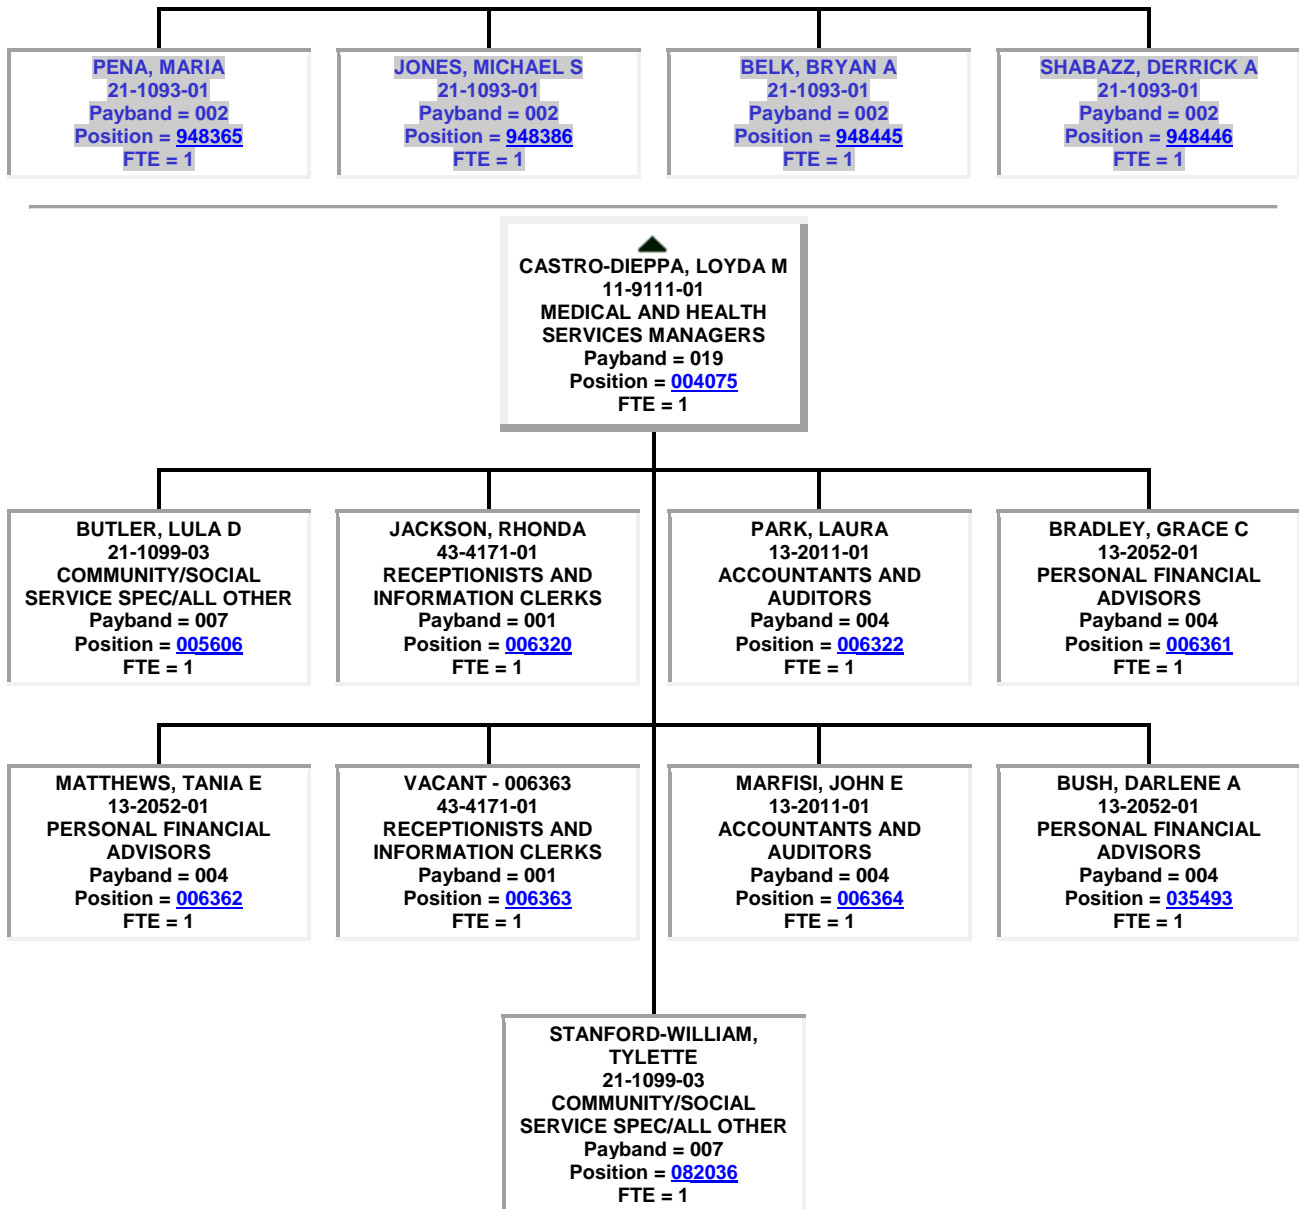 PENA, MARIA
21-1093-01
Payband = 002
Position = 948365
FTE = 1
JONES, MICHAEL S
21-1093-01
Payband = 002
Position = 948386
FTE = 1
BELK, BRYAN A
21-1093-01
Payband = 002
Position = 948445
FTE = 1
SHABAZZ, DERRICK A
21-1093-01
Payband = 002
Position = 948446
FTE = 1
CASTRO-DIEPPA, LOYDA M
11-9111-01
MEDICAL AND HEALTH
SERVICES MANAGERS
Payband = 019
Position = 004075
FTE = 1
BUTLER, LULA D
21-1099-03
COMMUNITY/SOCIAL
SERVICE SPEC/ALL OTHER
Payband = 007
Position = 005606
FTE = 1
JACKSON, RHONDA
43-4171-01
RECEPTIONISTS AND
INFORMATION CLERKS
Payband = 001
Position = 006320
FTE = 1
PARK, LAURA
13-2011-01
ACCOUNTANTS AND
AUDITORS
Payband = 004
Position = 006322
FTE = 1
BRADLEY, GRACE C
13-2052-01
PERSONAL FINANCIAL
ADVISORS
Payband = 004
Position = 006361
FTE = 1
MATTHEWS, TANIA E
13-2052-01
PERSONAL FINANCIAL
ADVISORS
Payband = 004
Position = 006362
FTE = 1
VACANT - 006363
43-4171-01
RECEPTIONISTS AND
INFORMATION CLERKS
Payband = 001
Position = 006363
FTE = 1
MARFISI, JOHN E
13-2011-01
ACCOUNTANTS AND
AUDITORS
Payband = 004
Position = 006364
FTE = 1
BUSH, DARLENE A
13-2052-01
PERSONAL FINANCIAL
ADVISORS
Payband = 004
Position = 035493
FTE = 1
STANFORD-WILLIAM,
TYLETTE
21-1099-03
COMMUNITY/SOCIAL
SERVICE SPEC/ALL OTHER
Payband = 007
Position = 082036
FTE = 1